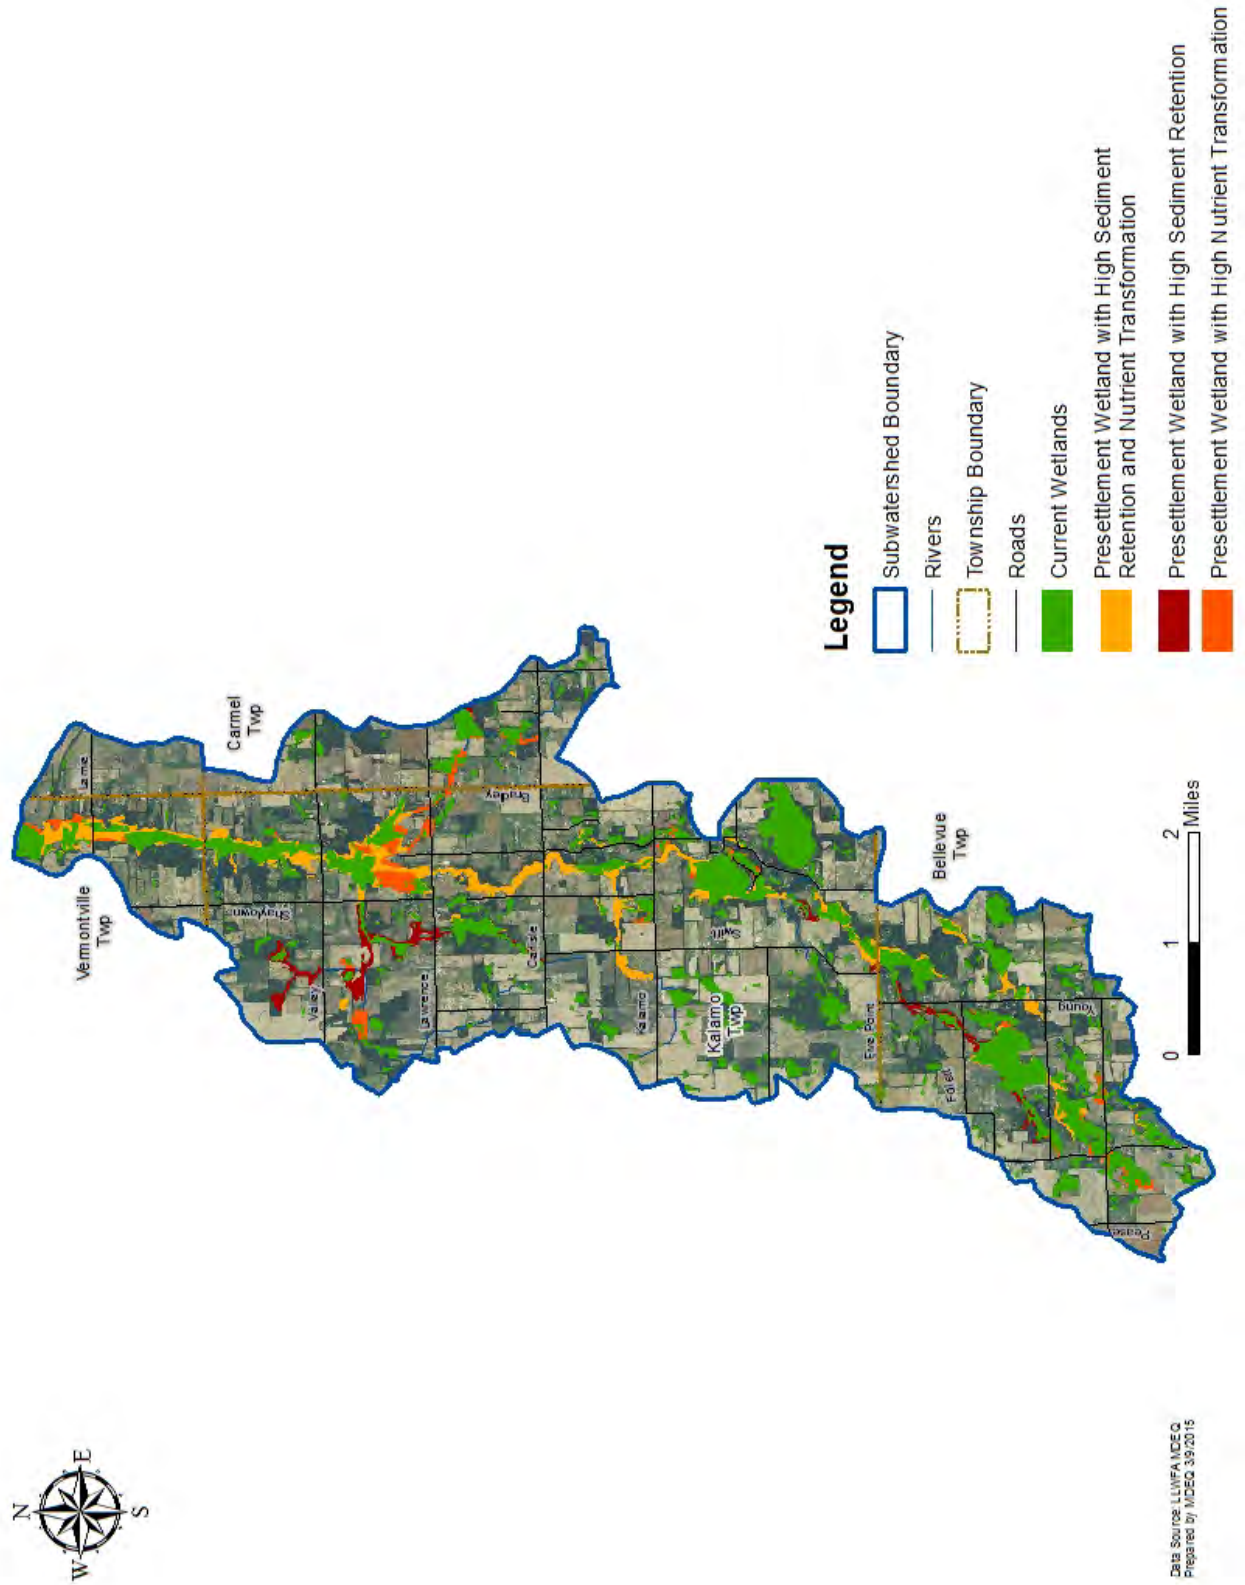 N
W
E
S
Vermontville
Twp
Carmel
Twp
Shaytown
Valley
Lawrence
Carlisle
Bradley
Kalamo
Kalamo
Twp
Swift
Five Point
Bellevue
Twp
Follett
Young
Pease
0
1
2
Miles
Legend
Subwatershed Boundary
Rivers
Township Boundary
Roads
Current Wetlands
Presettlement Wetland with High Sediment
Retention and Nutrient Transformation
Presettlement Wetland with High Sediment Retention
Presettlement Wetland with High Nutrient Transformation
Data Source: LLWFA MDEQ
Prepared by MDEQ 3/9/2015